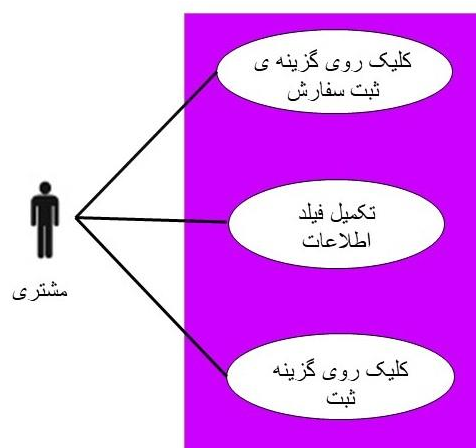 کلیک روی گزینه ی
ثبت سفارش
تکمیل فیلد
اطلاعات
مشتری
کلیک روی گزینه
ثبت